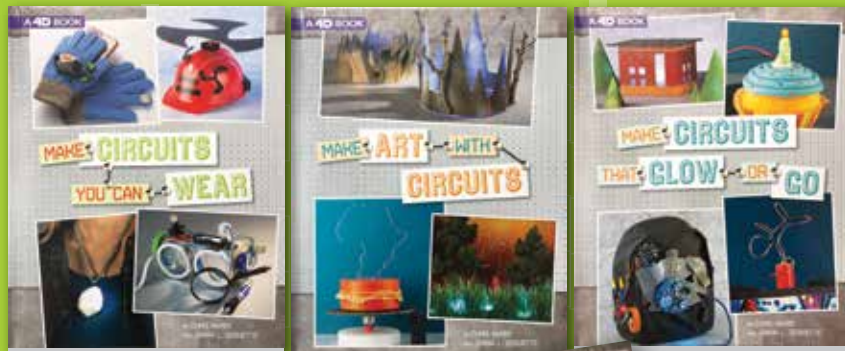 A 4D BOOK
MAKE CIRCUITS
YOU CAN WEAR
A 4D BOOK
MAKE ART WITH
CIRCUITS
A 4D BOOK
MAKE CIRCUITS
THAT GLOW OR GO